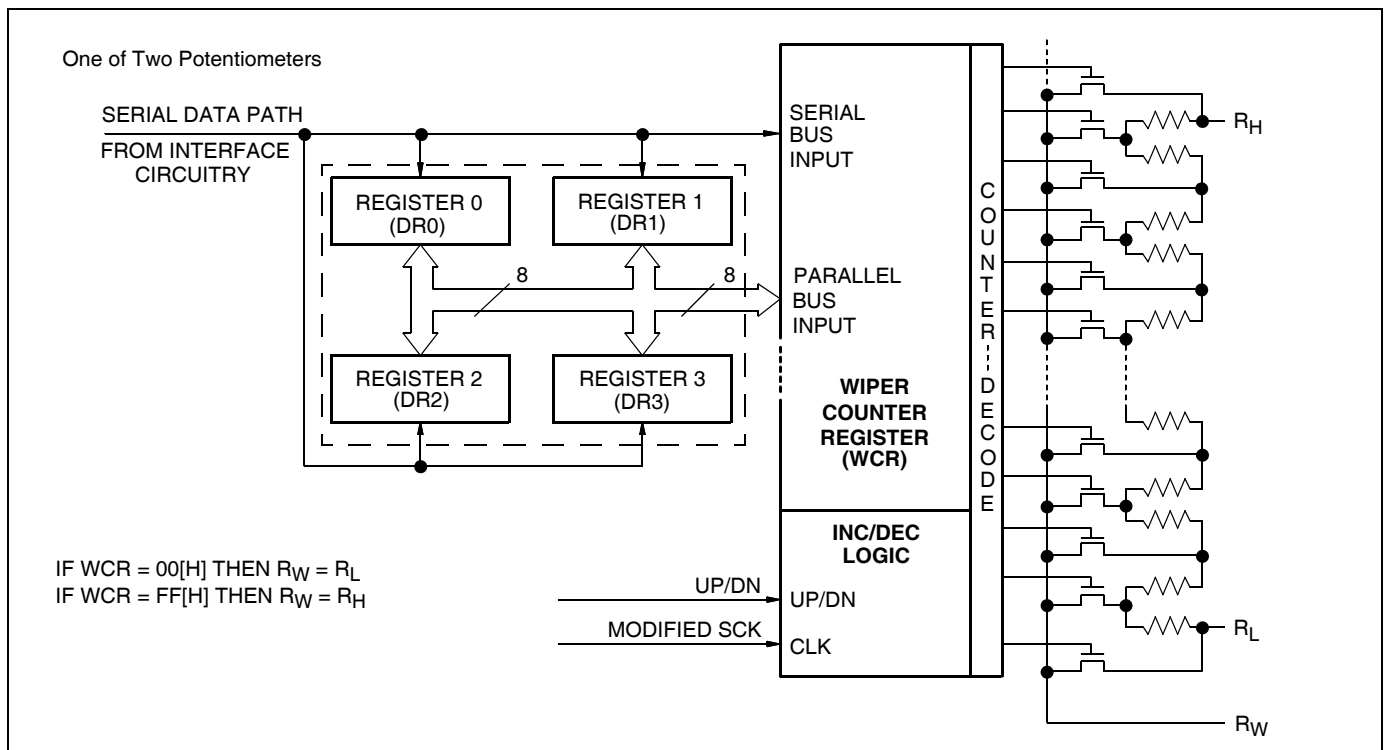 One of Two Potentiometers
SERIAL DATA PATH
FROM INTERFACE
CIRCUITRY
REGISTER 0
(DR0)
REGISTER 1
(DR1)
8
8
REGISTER 2
(DR2)
REGISTER 3
(DR3)
SERIAL
BUS
INPUT
PARALLEL
BUS
INPUT
WIPER
COUNTER
REGISTER
(WCR)
INC/DEC
LOGIC
UP/DN
UP/DN
MODIFIED SCK
CLK
COUNTER
DECODE
RH
RL
RW
IF WCR = 00[H] THEN RW = RL
IF WCR = FF[H] THEN RW = RH